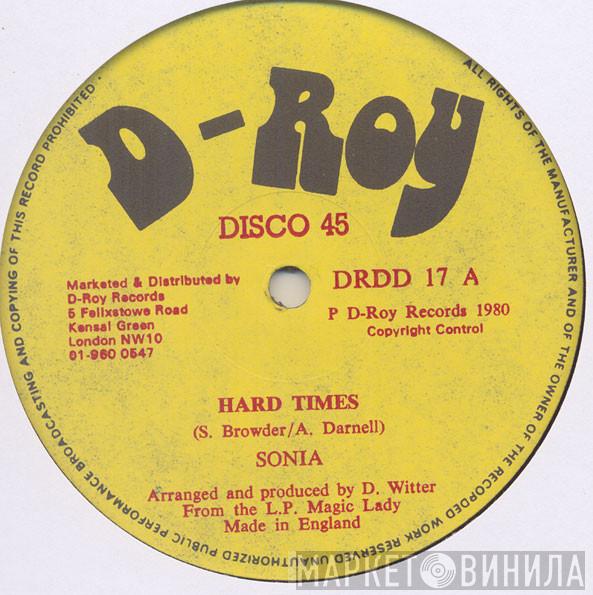 D-Roy
DISCO 45
Marketed & Distributed by
D-Roy Records
5 Felixstowe Road
Kensal Green
London NW10
01-960 0547
DRDD 17 A
P D-Roy Records 1980
Copyright Control
HARD TIMES
(S. Browder/A. Darnell)
SONIA
Arranged and produced by D. Witter
From the L.P. Magic Lady
Made in England
ALL RIGHTS OF THE MANUFACTURER AND OF THE OWNER OF THE RECORDED WORK RESERVED UNAUTHORIZED PUBLIC PERFORMANCE BROADCASTING AND COPYING OF THIS RECORD PROHIBITED
МАРКЕТ ВИНИЛА